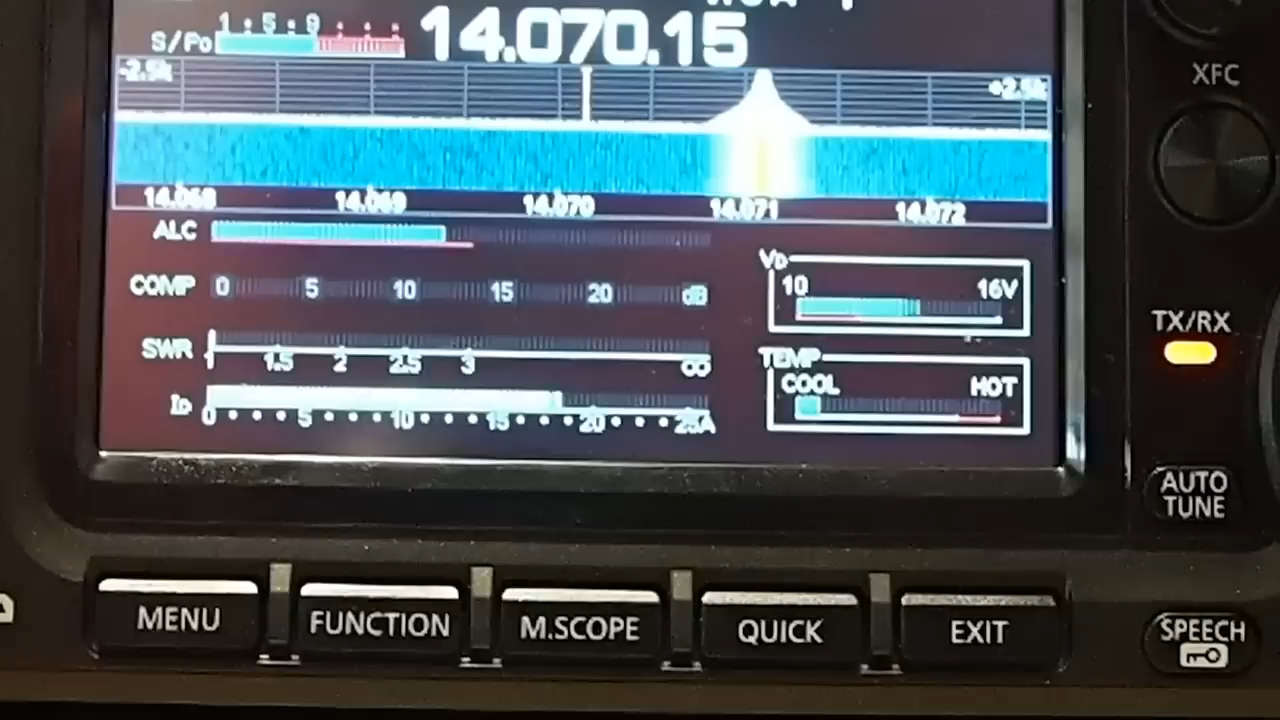 1 5 9
S/Po 14.070.15
-2.5k +2.5k
14.068 14.069 14.070 14.071 14.072
ALC
COMP 0 5 10 15 20 dB
SWR 1 1.5 2 2.5 3 ∞
ID 0 5 10 15 20 25A
VD
10 16V
TEMP
COOL HOT
XFC
TX/RX
AUTO
TUNE
MENU FUNCTION M.SCOPE QUICK EXIT
SPEECH